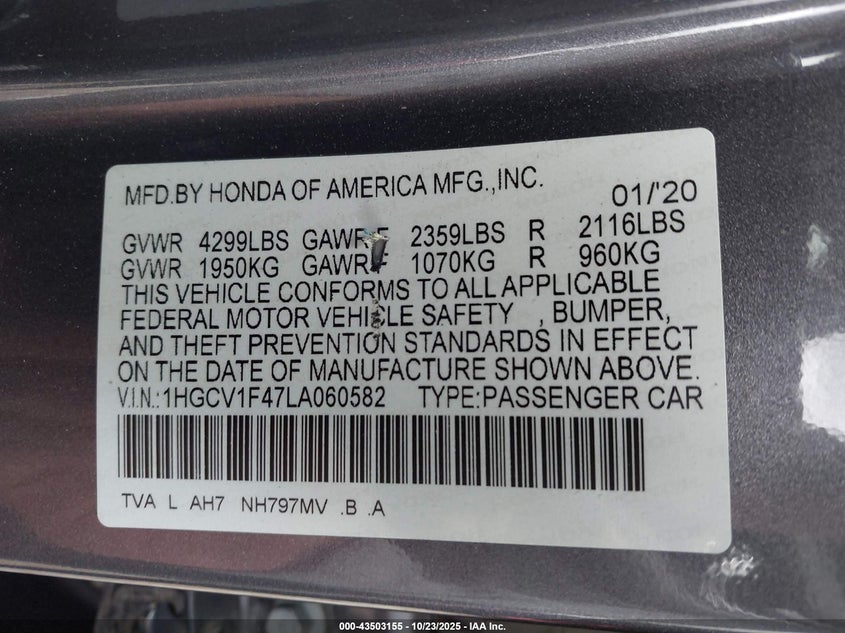 MFD.BY HONDA OF AMERICA MFG.,INC. 01/'20
GVWR 4299LBS GAWR F 2359LBS R 2116LBS
GVWR 1950KG GAWR F 1070KG R 960KG
THIS VEHICLE CONFORMS TO ALL APPLICABLE
FEDERAL MOTOR VEHICLE SAFETY , BUMPER,
AND THEFT PREVENTION STANDARDS IN EFFECT
ON THE DATE OF MANUFACTURE SHOWN ABOVE.
V.I.N.:1HGCV1F47LA060582 TYPE:PASSENGER CAR
TVA L AH7 NH797MV .B .A
000-43503155 - 10/23/2025 - IAA Inc.